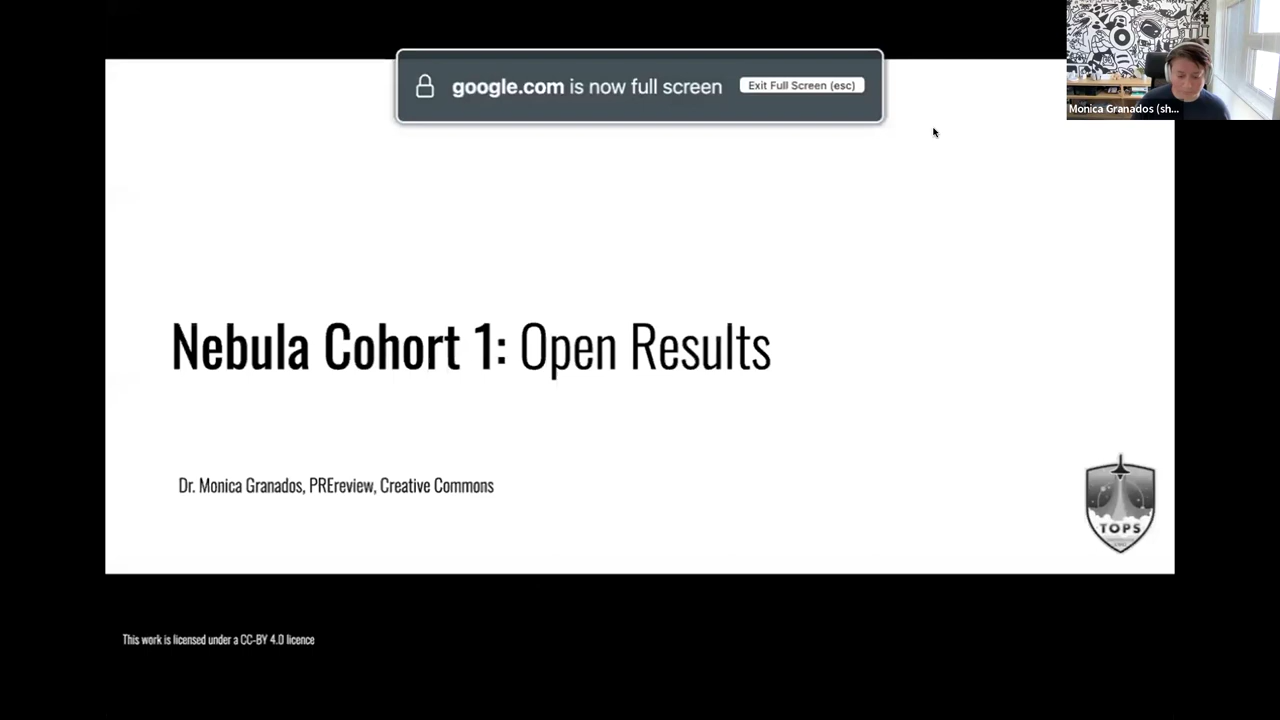 google.com is now full screen
Exit Full Screen (esc)
Monica Granados (sh...
Nebula Cohort 1: Open Results
Dr. Monica Granados, PREreview, Creative Commons
TOPS
This work is licensed under a CC-BY 4.0 licence